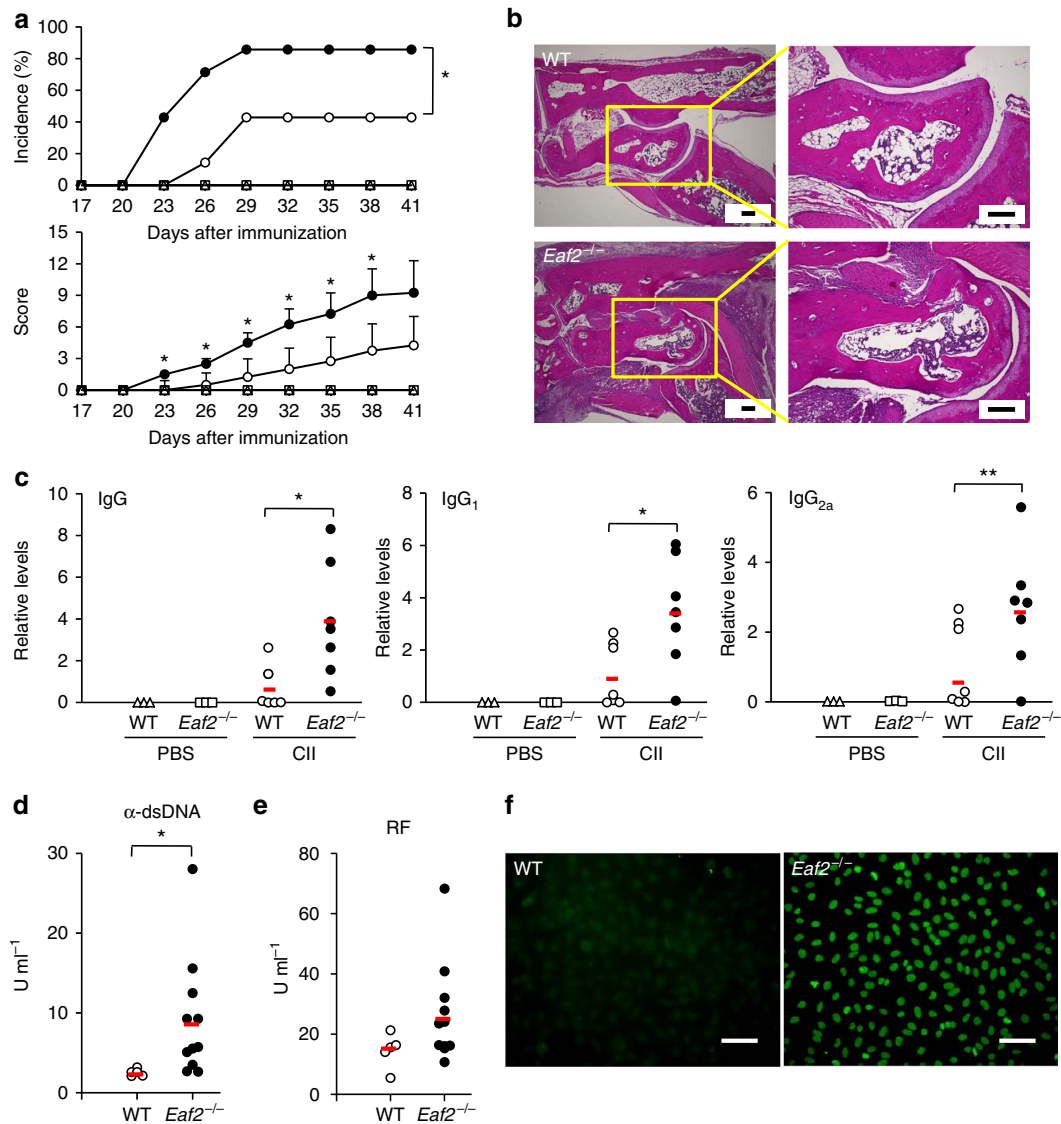 a
Incidence (%)
100
80
60
40
20
0
*
17 20 23 26 29 32 35 38 41
Days after immunization
Score
15
12
9
6
3
0
* * * * * *
17 20 23 26 29 32 35 38 41
Days after immunization
b
WT
Eaf2−/−
c
IgG
Relative levels
10
8
6
4
2
0
*
WT Eaf2−/− WT Eaf2−/−
PBS CII
IgG1
Relative levels
8
6
4
2
0
*
WT Eaf2−/− WT Eaf2−/−
PBS CII
IgG2a
Relative levels
6
4
2
0
**
WT Eaf2−/− WT Eaf2−/−
PBS CII
d
α-dsDNA
*
U ml−1
30
20
10
0
WT Eaf2−/−
e
RF
U ml−1
80
60
40
20
0
WT Eaf2−/−
f
WT
Eaf2−/−